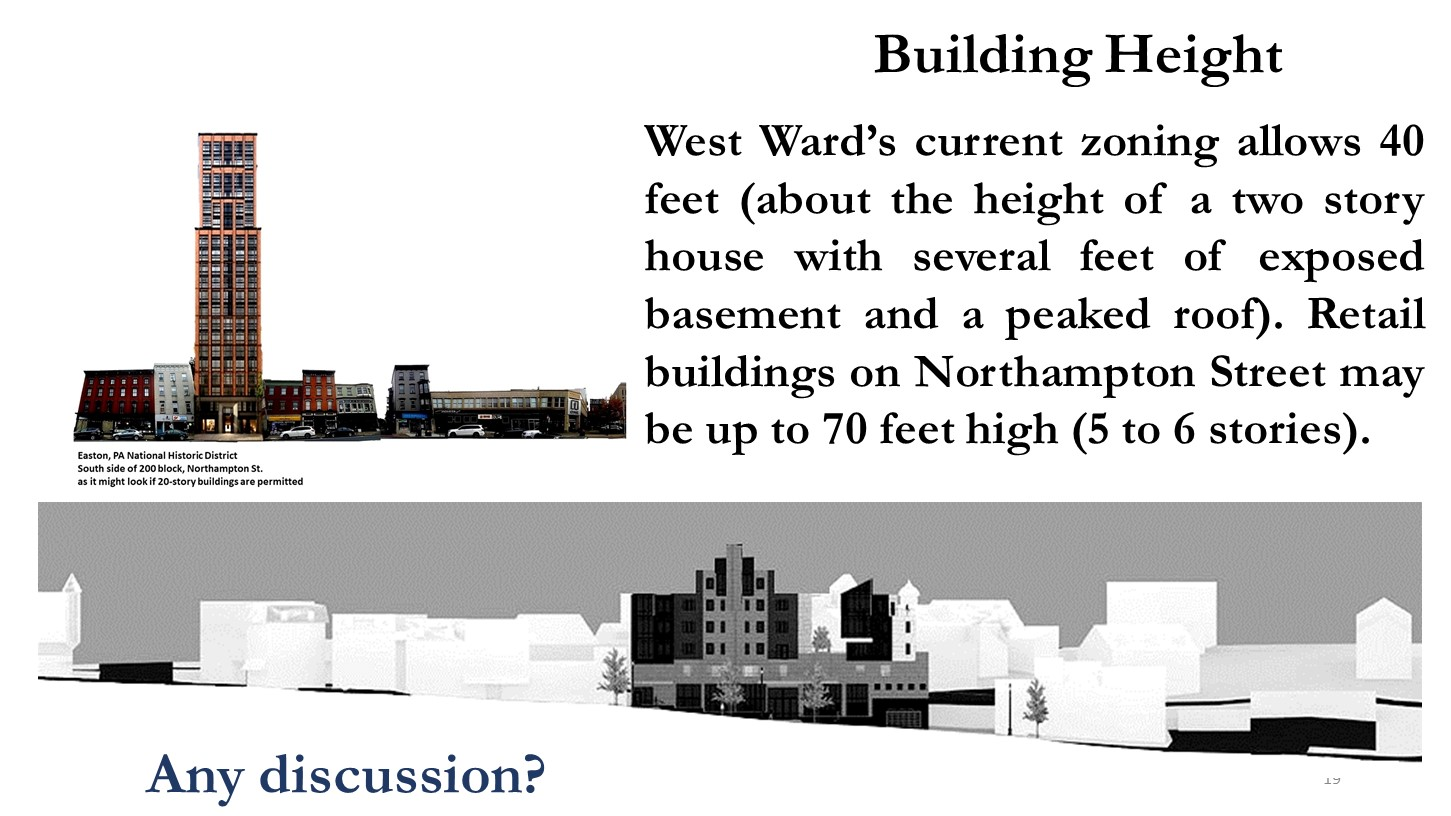 Building Height
West Ward’s current zoning allows 40
feet (about the height of a two story
house with several feet of exposed
basement and a peaked roof). Retail
buildings on Northampton Street may
be up to 70 feet high (5 to 6 stories).
Easton, PA National Historic District
South side of 200 block, Northampton St.
as it might look if 20-story buildings are permitted
Any discussion?
19